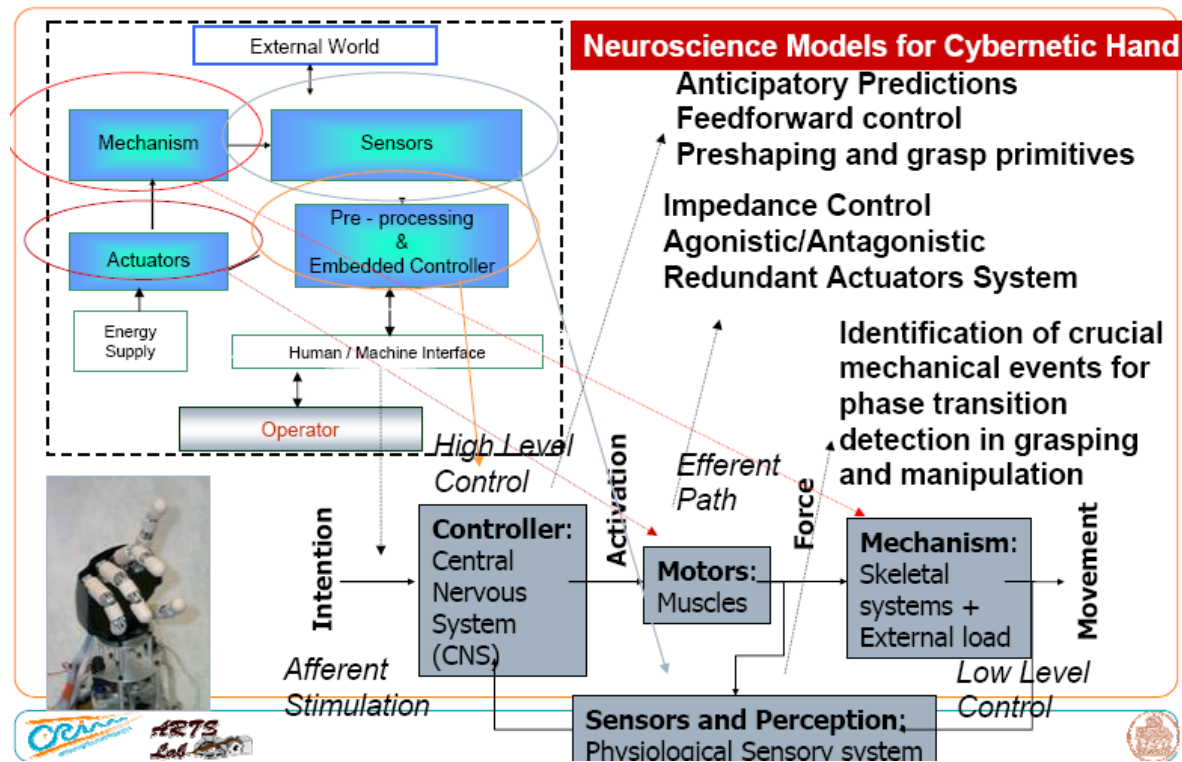 External World
Neuroscience Models for Cybernetic Hand
Mechanism
Sensors
Pre - processing
&
Embedded Controller
Actuators
Energy
Supply
Human / Machine Interface
Operator
Anticipatory Predictions
Feedforward control
Preshaping and grasp primitives
Impedance Control
Agonistic/Antagonistic
Redundant Actuators System
Identification of crucial
mechanical events for
phase transition
detection in grasping
and manipulation
High Level
Control
Activation
Efferent
Path
Force
Intention
Controller:
Central
Nervous
System
(CNS)
Motors:
Muscles
Mechanism:
Skeletal
systems +
External load
Movement
Afferent
Stimulation
Low Level
Control
Sensors and Perception:
Physiological Sensory system
ARTS
Lab